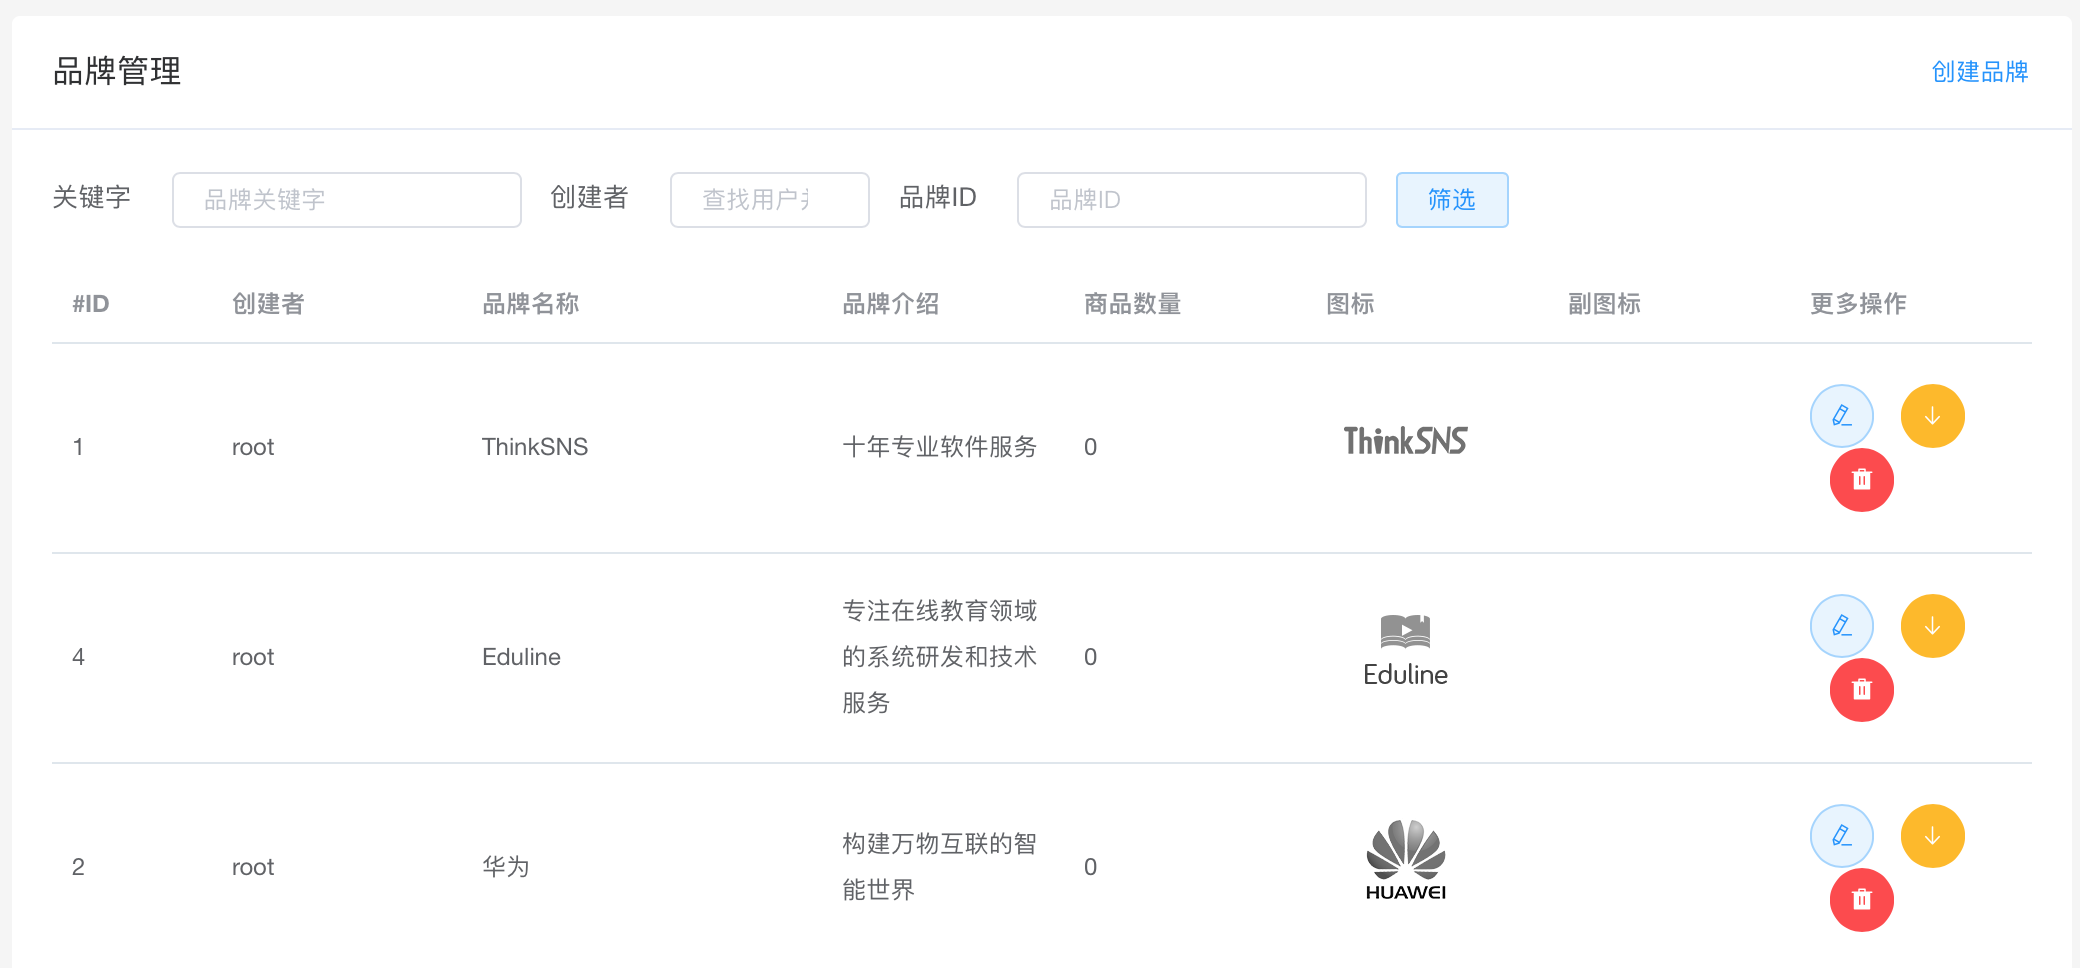 品牌管理
创建品牌
关键字 品牌关键字 创建者 查找用户 品牌ID 品牌ID 筛选
#ID 创建者 品牌名称 品牌介绍 商品数量 图标 副图标 更多操作
1 root ThinkSNS 十年专业软件服务 0 ThinkSNS
专注在线教育领域
4 root Eduline 的系统研发和技术 0 Eduline
服务
构建万物互联的智
2 root 华为 能世界 0 HUAWEI